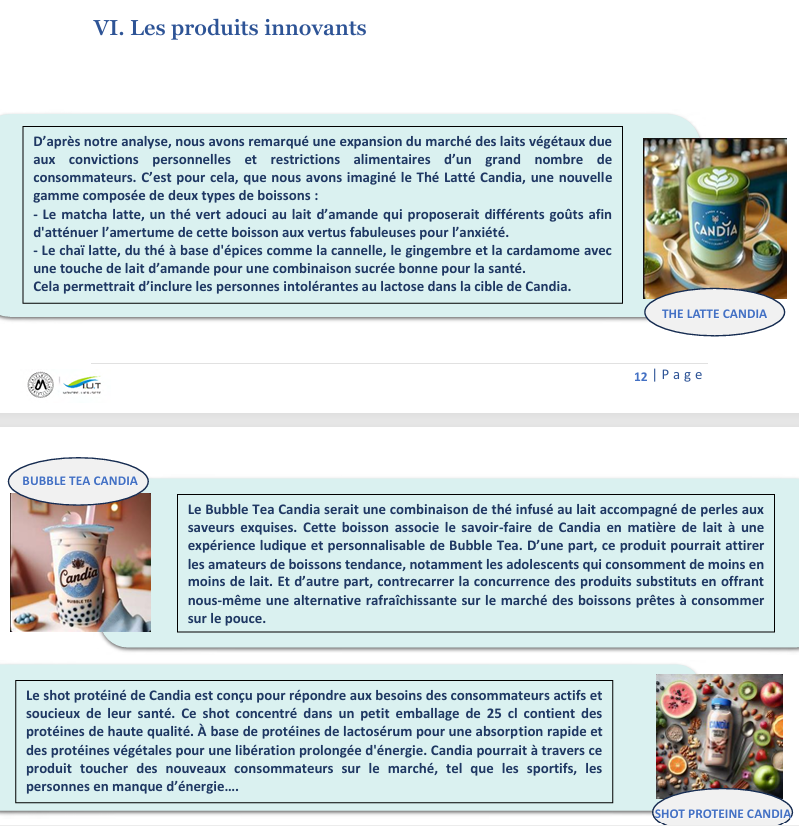 VI. Les produits innovants
D'après notre analyse, nous avons remarqué une expansion du marché des laits végétaux due
aux convictions personnelles et restrictions alimentaires d'un grand nombre de
consommateurs. C'est pour cela, que nous avons imaginé le Thé Latté Candia, une nouvelle
gamme composée de deux types de boissons :
- Le matcha latte, un thé vert adouci au lait d'amande qui proposerait différents goûts afin
d'atténuer l'amertume de cette boisson aux vertus fabuleuses pour l'anxiété.
- Le chaï latte, du thé à base d'épices comme la cannelle, le gingembre et la cardamome avec
une touche de lait d'amande pour une combinaison sucrée bonne pour la santé.
Cela permettrait d'inclure les personnes intolérantes au lactose dans la cible de Candia.
CANDIA
THE LATTE CANDIA
IUT
12 | Page
BUBBLE TEA CANDIA
Candia
BUBBLE TEA
Le Bubble Tea Candia serait une combinaison de thé infusé au lait accompagné de perles aux
saveurs exquises. Cette boisson associe le savoir-faire de Candia en matière de lait à une
expérience ludique et personnalisable de Bubble Tea. D'une part, ce produit pourrait attirer
les amateurs de boissons tendance, notamment les adolescents qui consomment de moins en
moins de lait. Et d'autre part, contrecarrer la concurrence des produits substituts en offrant
nous-même une alternative rafraîchissante sur le marché des boissons prêtes à consommer
sur le pouce.
Le shot protéiné de Candia est conçu pour répondre aux besoins des consommateurs actifs et
soucieux de leur santé. Ce shot concentré dans un petit emballage de 25 cl contient des
protéines de haute qualité. À base de protéines de lactosérum pour une absorption rapide et
des protéines végétales pour une libération prolongée d'énergie. Candia pourrait à travers ce
produit toucher des nouveaux consommateurs sur le marché, tel que les sportifs, les
personnes en manque d'énergie....
CANDIA
SHOT PROTEINE CANDIA